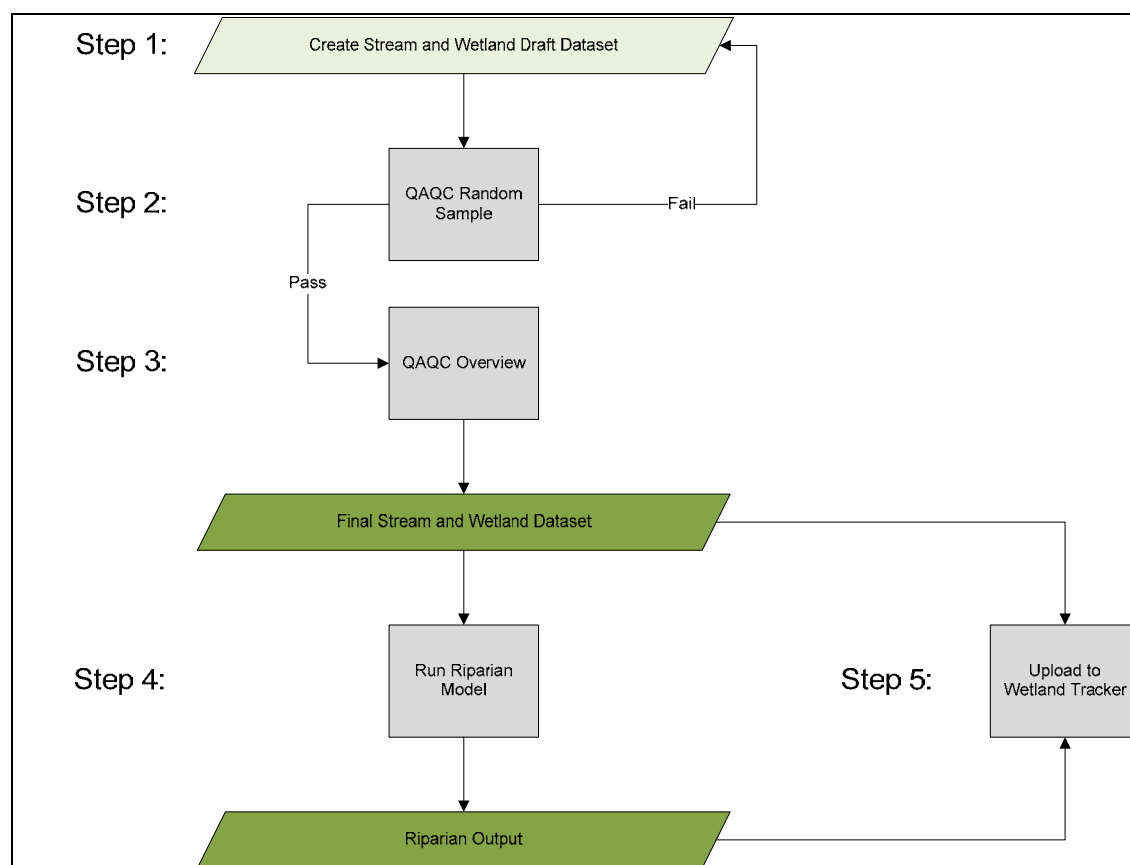 Step 1:
Create Stream and Wetland Draft Dataset
Step 2:
QAQC Random
Sample
Fail
Pass
Step 3:
QAQC Overview
Final Stream and Wetland Dataset
Step 4:
Run Riparian
Model
Step 5:
Upload to
Wetland Tracker
Riparian Output